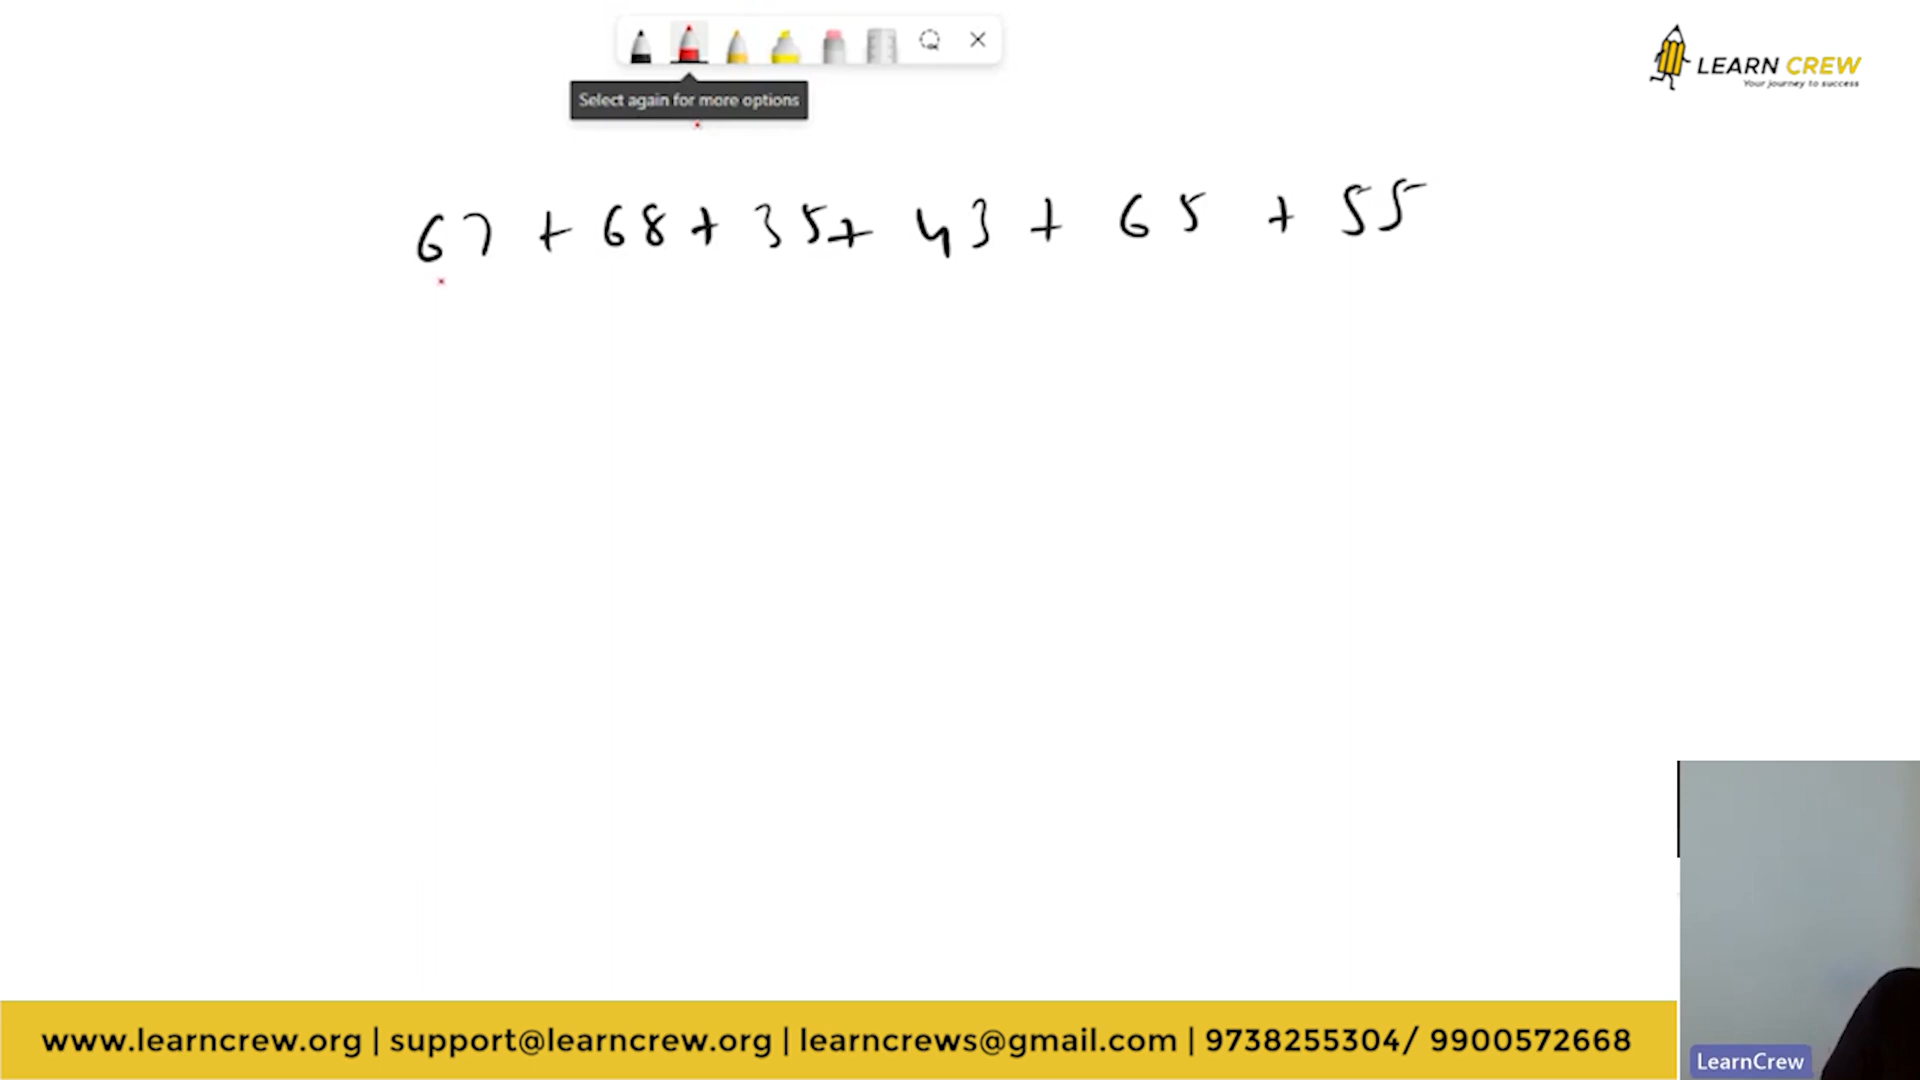 Select again for more options
LEARN CREW
Your journey to success
67 + 68 + 35 + 43 + 65 + 55
www.learncrew.org | support@learncrew.org | learncrews@gmail.com | 9738255304/ 9900572668
LearnCrew